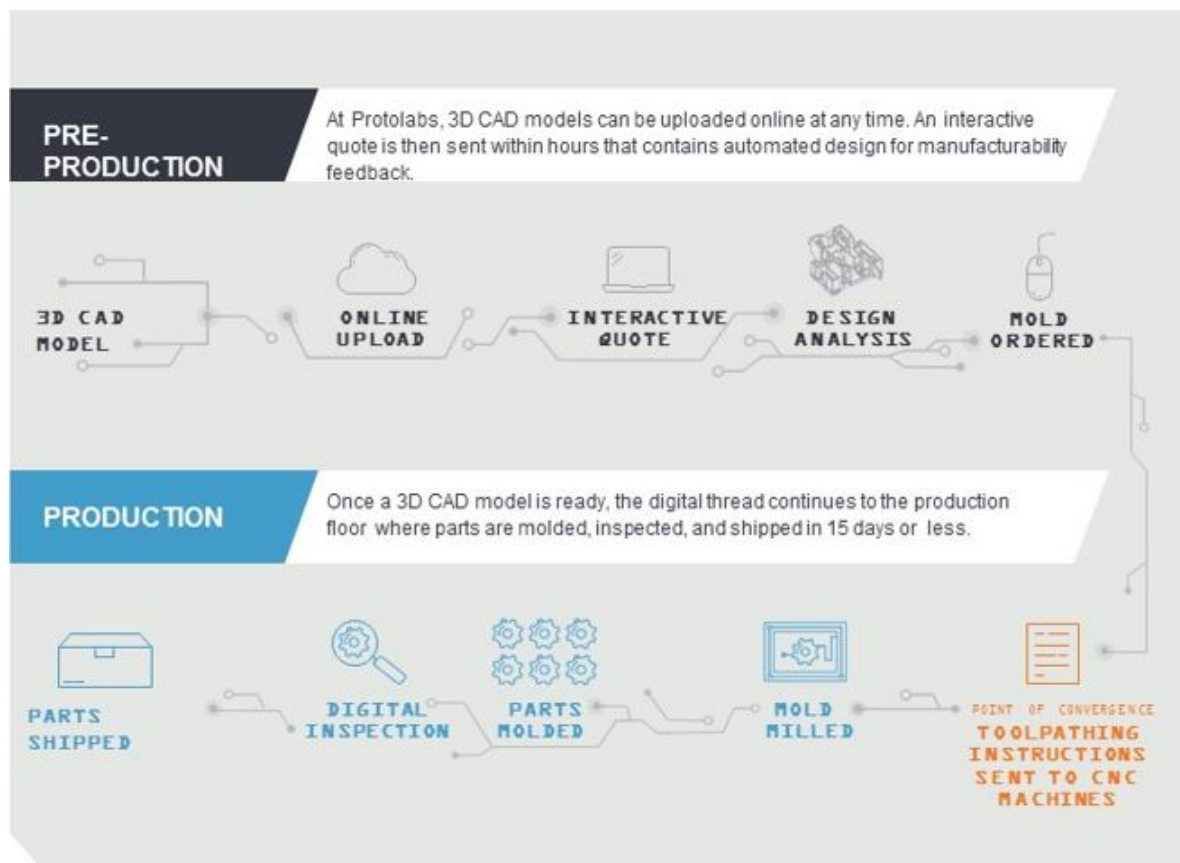 PRE-
PRODUCTION
At Protolabs, 3D CAD models can be uploaded online at any time. An interactive
quote is then sent within hours that contains automated design for manufacturability
feedback.
3D CAD
MODEL
ONLINE
UPLOAD
INTERACTIVE
QUOTE
DESIGN
ANALYSIS
MOLD
ORDERED
PRODUCTION
Once a 3D CAD model is ready, the digital thread continues to the production
floor where parts are molded, inspected, and shipped in 15 days or less.
PARTS
SHIPPED
DIGITAL
INSPECTION
PARTS
MOLDED
MOLD
MILLED
POINT OF CONVERGENCE
TOOLPATHING
INSTRUCTIONS
SENT TO CNC
MACHINES